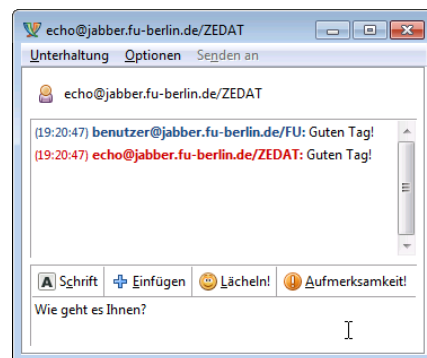 echo@jabber.fu-berlin.de/ZEDAT
Unterhaltung Optionen Senden an
echo@jabber.fu-berlin.de/ZEDAT
(19:20:47) benutzer@jabber.fu-berlin.de/FU: Guten Tag!
(19:20:47) echo@jabber.fu-berlin.de/ZEDAT: Guten Tag!
A Schrift Einfügen Lächeln! Aufmerksamkeit!
Wie geht es Ihnen?